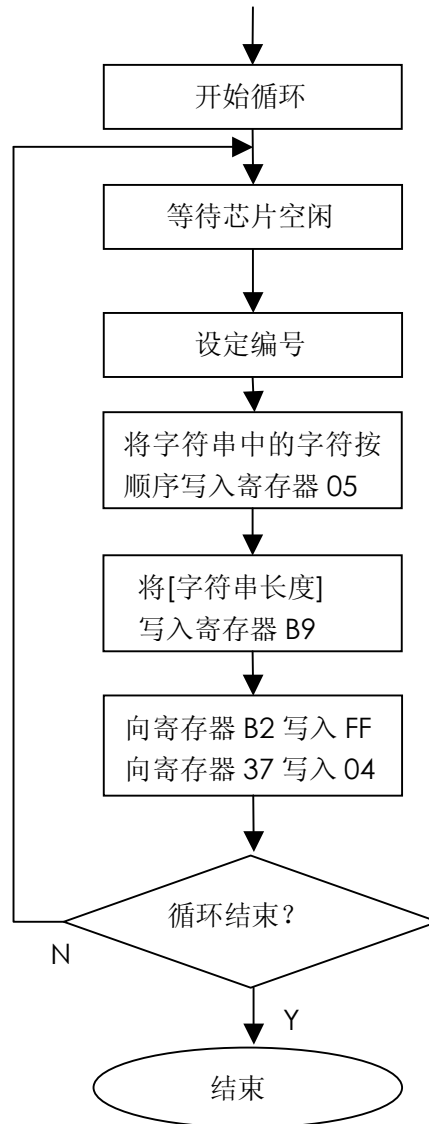 开始循环
等待芯片空闲
设定编号
将字符串中的字符按
顺序写入寄存器 05
将[字符串长度]
写入寄存器 B9
向寄存器 B2 写入 FF
向寄存器 37 写入 04
循环结束?
N
Y
结束